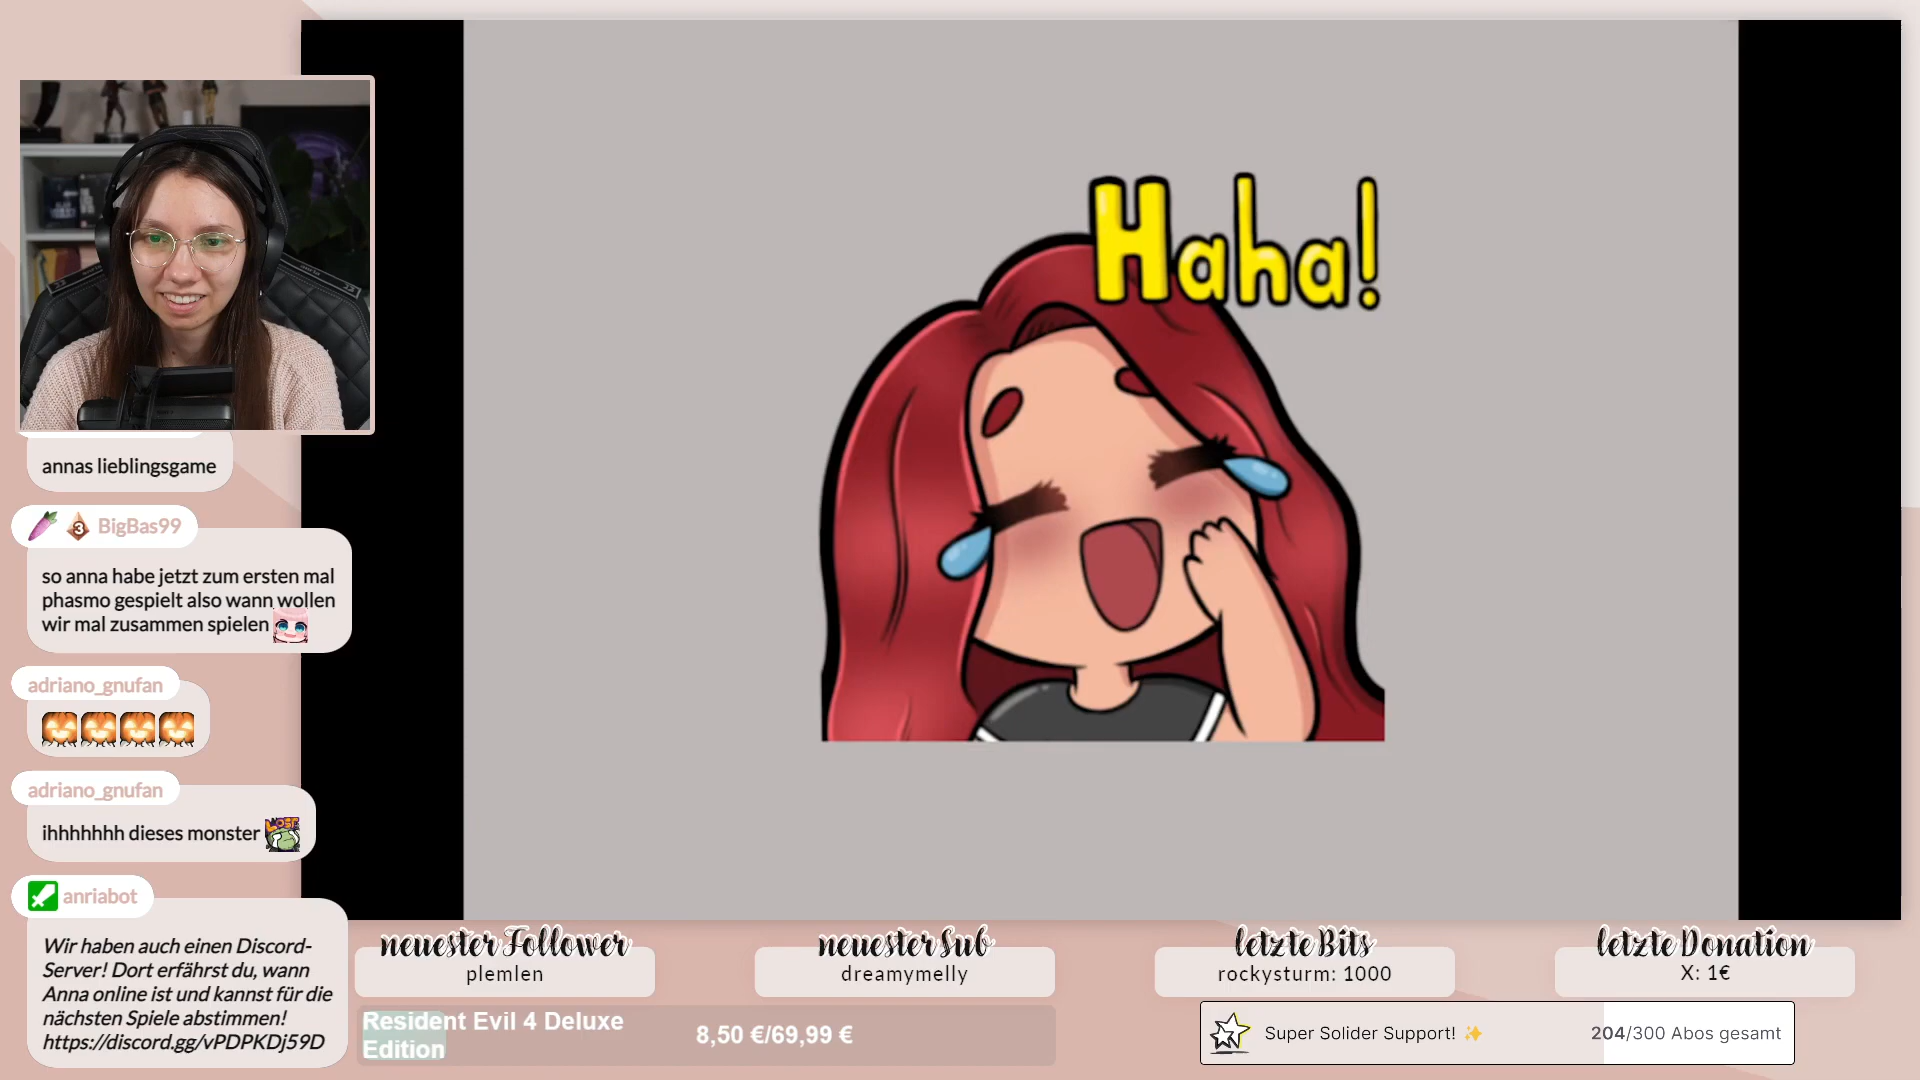 Haha!
annas lieblingsgame
3
BigBas99
so anna habe jetzt zum ersten mal
phasmo gespielt also wann wollen
wir mal zusammen spielen
adriano_gnufan
adriano_gnufan
ihhhhhhh dieses monster
LOST
anriabot
Wir haben auch einen Discord-
Server! Dort erfährst du, wann
Anna online ist und kannst für die
nächsten Spiele abstimmen!
https://discord.gg/vPDPKDj59D
neuester Follower
plemlen
neuester Sub
dreamymelly
letzte Bits
rockysturm: 1000
letzte Donation
X: 1€
Resident Evil 4 Deluxe
Edition
8,50 €/69,99 €
Super Solider Support! ✨
204/300 Abos gesamt